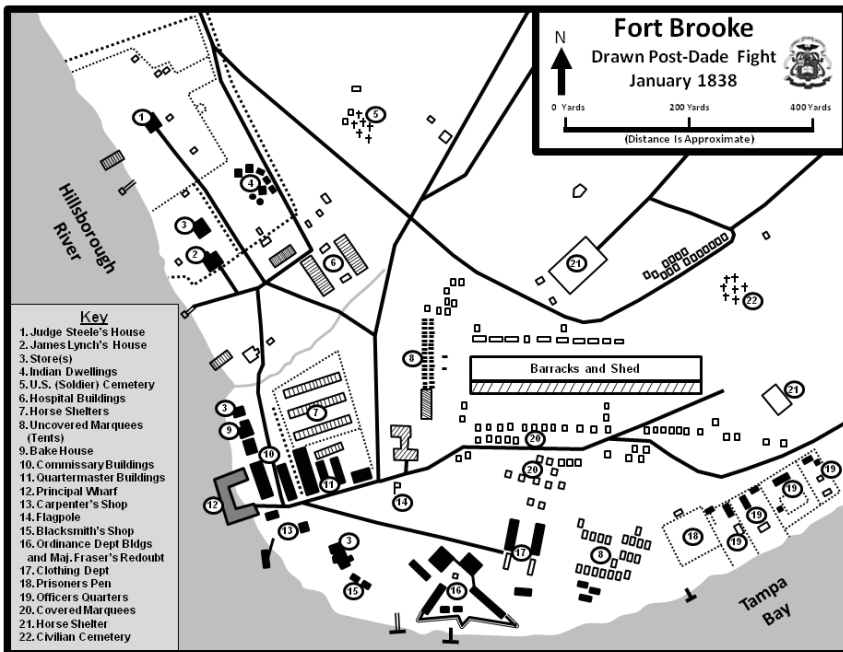 Fort Brooke
Drawn Post-Dade Fight
January 1838
N
0 Yards 200 Yards 400 Yards
(Distance Is Approximate)
5
1
4
3
2
6
21
22
Hillsborough
River
8
Barracks and Shed
21
Key
1. Judge Steele's House
2. James Lynch's House
3. Store(s)
4. Indian Dwellings
5. U.S. (Soldier) Cemetery
6. Hospital Buildings
7. Horse Shelters
8. Uncovered Marquees
(Tents)
9. Bake House
10. Commissary Buildings
11. Quartermaster Buildings
12. Principal Wharf
13. Carpenter's Shop
14. Flagpole
15. Blacksmith's Shop
16. Ordinance Dept Bldgs
and Maj. Fraser's Redoubt
17. Clothing Dept
18. Prisoners Pen
19. Officers Quarters
20. Covered Marquees
21. Horse Shelter
22. Civilian Cemetery
3
7
9
20
10
20
11
19
19
12
14
19
13
3
17
18
19
8
15
16
Tampa
Bay